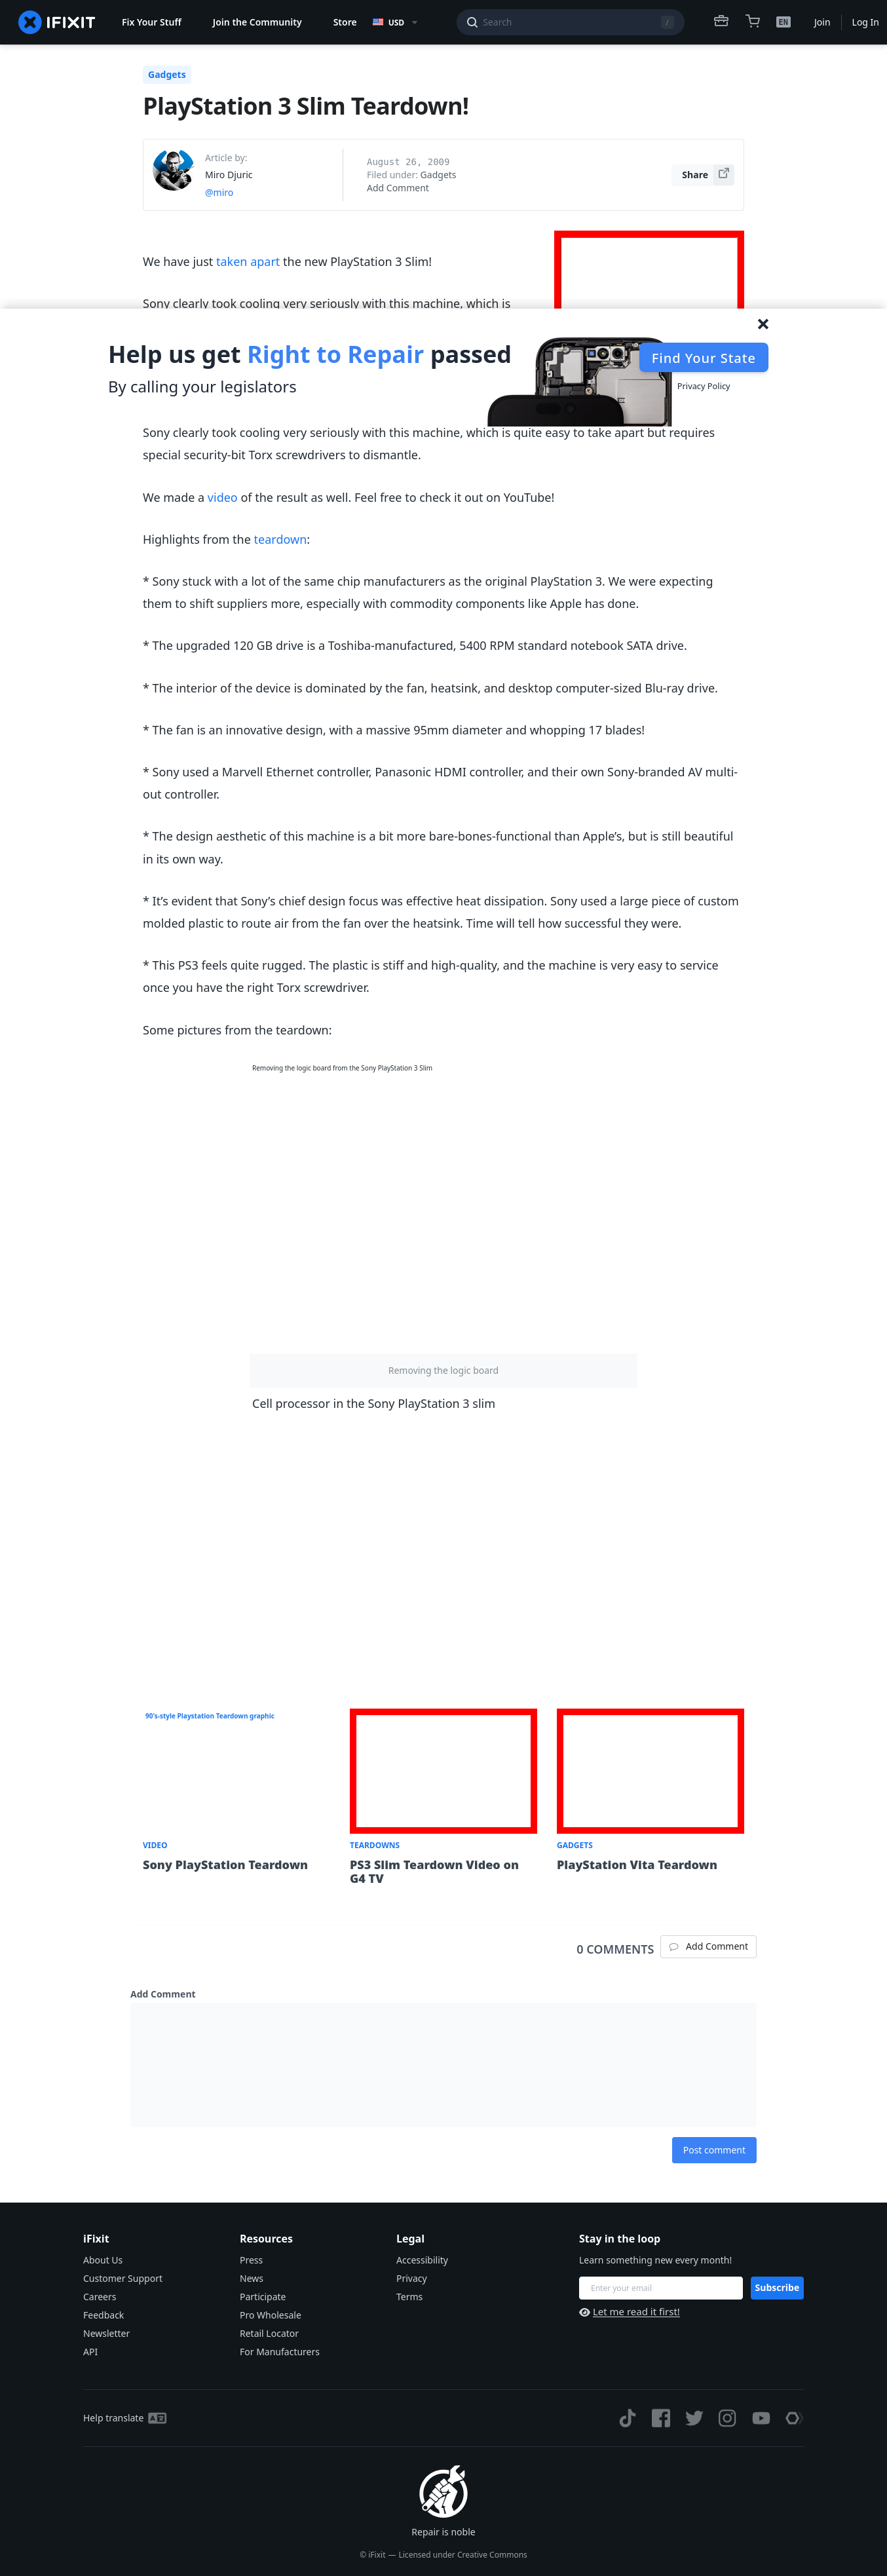 IFIXIT
Fix Your Stuff
Join the Community
Store
USD
Search
/
EN
Join
Log In
Gadgets
PlayStation 3 Slim Teardown!
Article by:
Miro Djuric
@miro
August 26, 2009
Filed under: Gadgets
Add Comment
Share
We have just taken apart the new PlayStation 3 Slim!
Sony clearly took cooling very seriously with this machine, which is
Help us get Right to Repair passed
By calling your legislators
Find Your State
Privacy Policy
Sony clearly took cooling very seriously with this machine, which is quite easy to take apart but requires
special security-bit Torx screwdrivers to dismantle.
We made a video of the result as well. Feel free to check it out on YouTube!
Highlights from the teardown:
* Sony stuck with a lot of the same chip manufacturers as the original PlayStation 3. We were expecting
them to shift suppliers more, especially with commodity components like Apple has done.
* The upgraded 120 GB drive is a Toshiba-manufactured, 5400 RPM standard notebook SATA drive.
* The interior of the device is dominated by the fan, heatsink, and desktop computer-sized Blu-ray drive.
* The fan is an innovative design, with a massive 95mm diameter and whopping 17 blades!
* Sony used a Marvell Ethernet controller, Panasonic HDMI controller, and their own Sony-branded AV multi-
out controller.
* The design aesthetic of this machine is a bit more bare-bones-functional than Apple’s, but is still beautiful
in its own way.
* It’s evident that Sony’s chief design focus was effective heat dissipation. Sony used a large piece of custom
molded plastic to route air from the fan over the heatsink. Time will tell how successful they were.
* This PS3 feels quite rugged. The plastic is stiff and high-quality, and the machine is very easy to service
once you have the right Torx screwdriver.
Some pictures from the teardown:
Removing the logic board from the Sony PlayStation 3 Slim
Removing the logic board
Cell processor in the Sony PlayStation 3 slim
90's-style Playstation Teardown graphic
VIDEO
Sony PlayStation Teardown
TEARDOWNS
PS3 Slim Teardown Video on
G4 TV
GADGETS
PlayStation Vita Teardown
0 COMMENTS
Add Comment
Add Comment
Post comment
iFixit
About Us
Customer Support
Careers
Feedback
Newsletter
API
Resources
Press
News
Participate
Pro Wholesale
Retail Locator
For Manufacturers
Legal
Accessibility
Privacy
Terms
Stay in the loop
Learn something new every month!
Enter your email
Subscribe
Let me read it first!
Help translate
Repair is noble
© iFixit — Licensed under Creative Commons